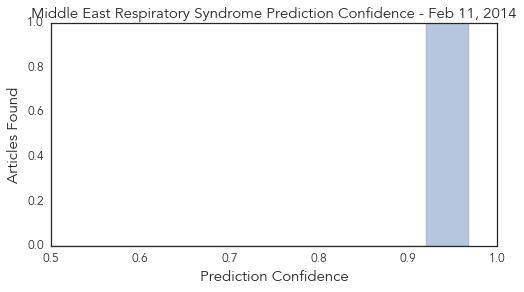 Middle East Respiratory Syndrome Prediction Confidence - Feb 11, 2014
1.0
0.8
0.6
0.4
0.2
0.0
Articles Found
0.5 0.6 0.7 0.8 0.9 1.0
Prediction Confidence